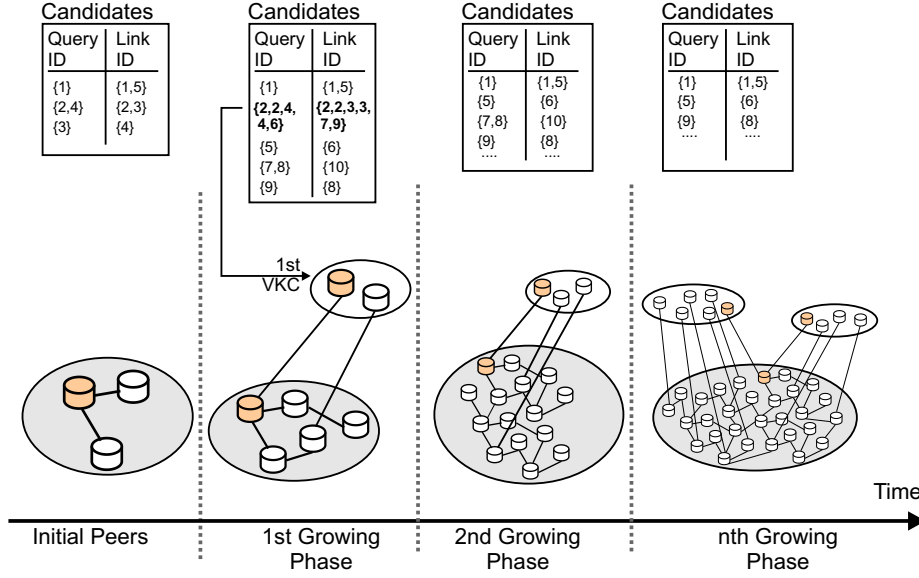 Candidates
Query ID Link ID
{1} {1,5}
{2,4} {2,3}
{3} {4}
Candidates
Query ID Link ID
{1} {1,5}
{2,2,4, {2,2,3,3,
4,6} 7,9}
{5} {6}
{7,8} {10}
{9} {8}
Candidates
Query ID Link ID
{1} {1,5}
{5} {6}
{7,8} {10}
{9} {8}
.... ....
Candidates
Query ID Link ID
{1} {1,5}
{5} {6}
{9} {8}
.... ....
1st
VKC
Time
Initial Peers
1st Growing
Phase
2nd Growing
Phase
nth Growing
Phase